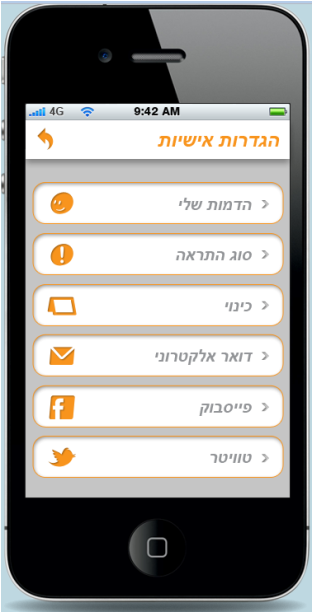 4G 9:42 AM
הגדרות אישיות
הדמות שלי
סוג התראה
כינוי
דואר אלקטרוני
פייסבוק
טוויטר